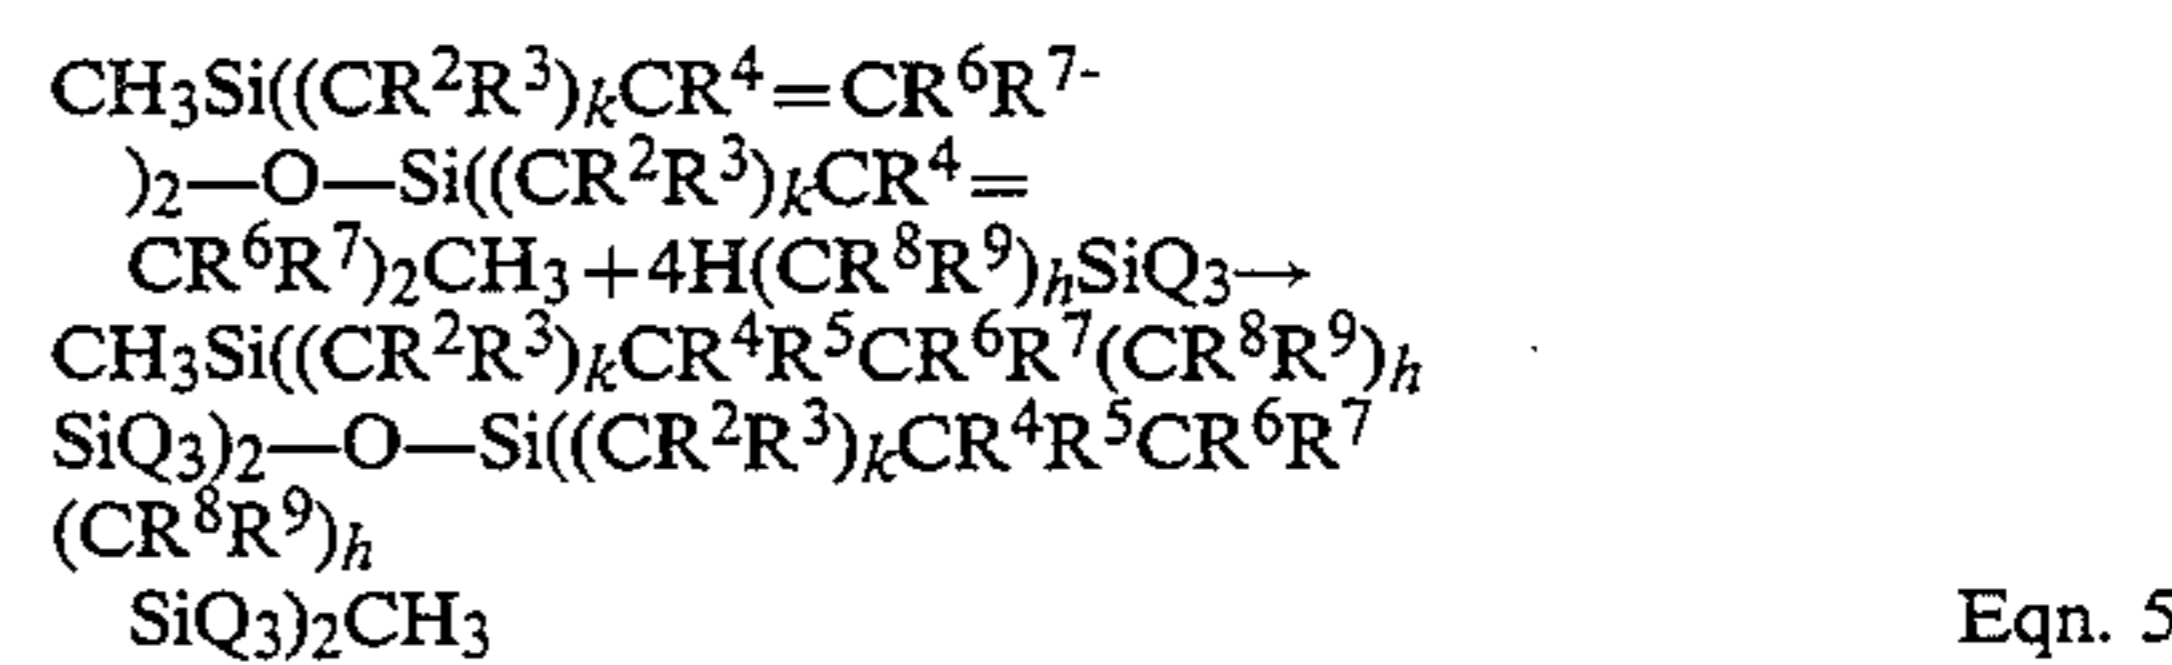 CH₃Si((CR²R³)ₖCR⁴=CR⁶R⁷-
)₂—O—Si((CR²R³)ₖCR⁴=
CR⁶R⁷)₂CH₃+4H(CR⁸R⁹)ₕSiQ₃→
CH₃Si((CR²R³)ₖCR⁴R⁵CR⁶R⁷(CR⁸R⁹)ₕ
SiQ₃)₂—O—Si((CR²R³)ₖCR⁴R⁵CR⁶R⁷
(CR⁸R⁹)ₕ
SiQ₃)₂CH₃ Eqn. 5